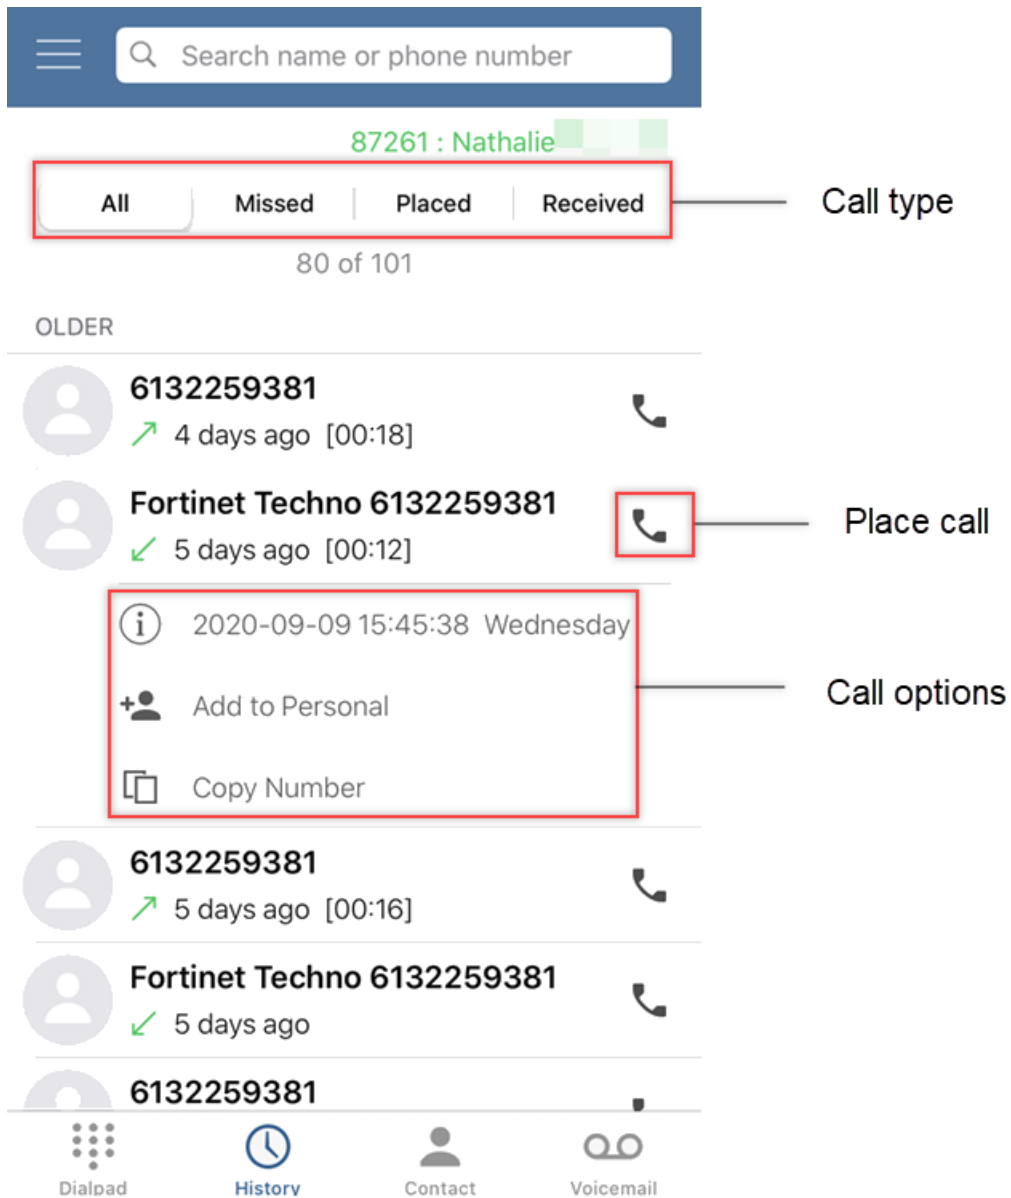 Search name or phone number
87261 : Nathalie
All Missed Placed Received
Call type
80 of 101
OLDER
6132259381
4 days ago [00:18]
Fortinet Techno 6132259381
5 days ago [00:12]
Place call
2020-09-09 15:45:38 Wednesday
Add to Personal
Call options
Copy Number
6132259381
5 days ago [00:16]
Fortinet Techno 6132259381
5 days ago
6132259381
Dialpad History Contact Voicemail